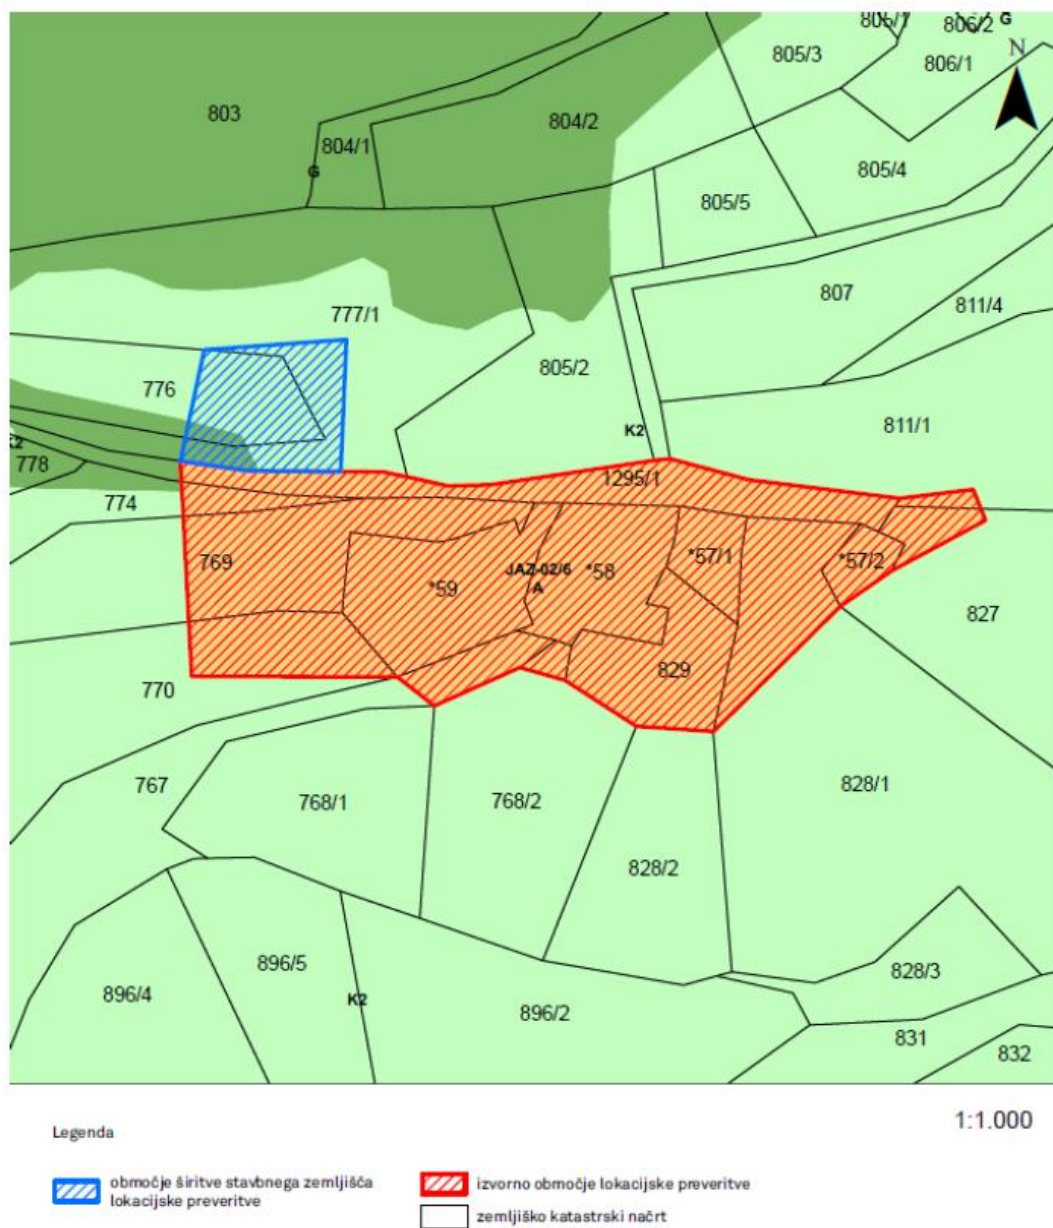 805/1
806/2
G
N
805/3
806/1
803
804/2
804/1
G
805/4
805/5
807
811/4
777/1
805/2
776
K2
811/1
K2
778
1295/1
774
769
*57/1
*57/2
JAZ-02/6
*58
*59
A
827
829
770
767
768/1
768/2
828/1
828/2
896/5
828/3
896/4
K2
896/2
831
832
1:1.000
Legenda
območje širitve stavbnega zemljišča
lokacijske preveritve
izvorno območje lokacijske preveritve
zemljiško katastrski načrt